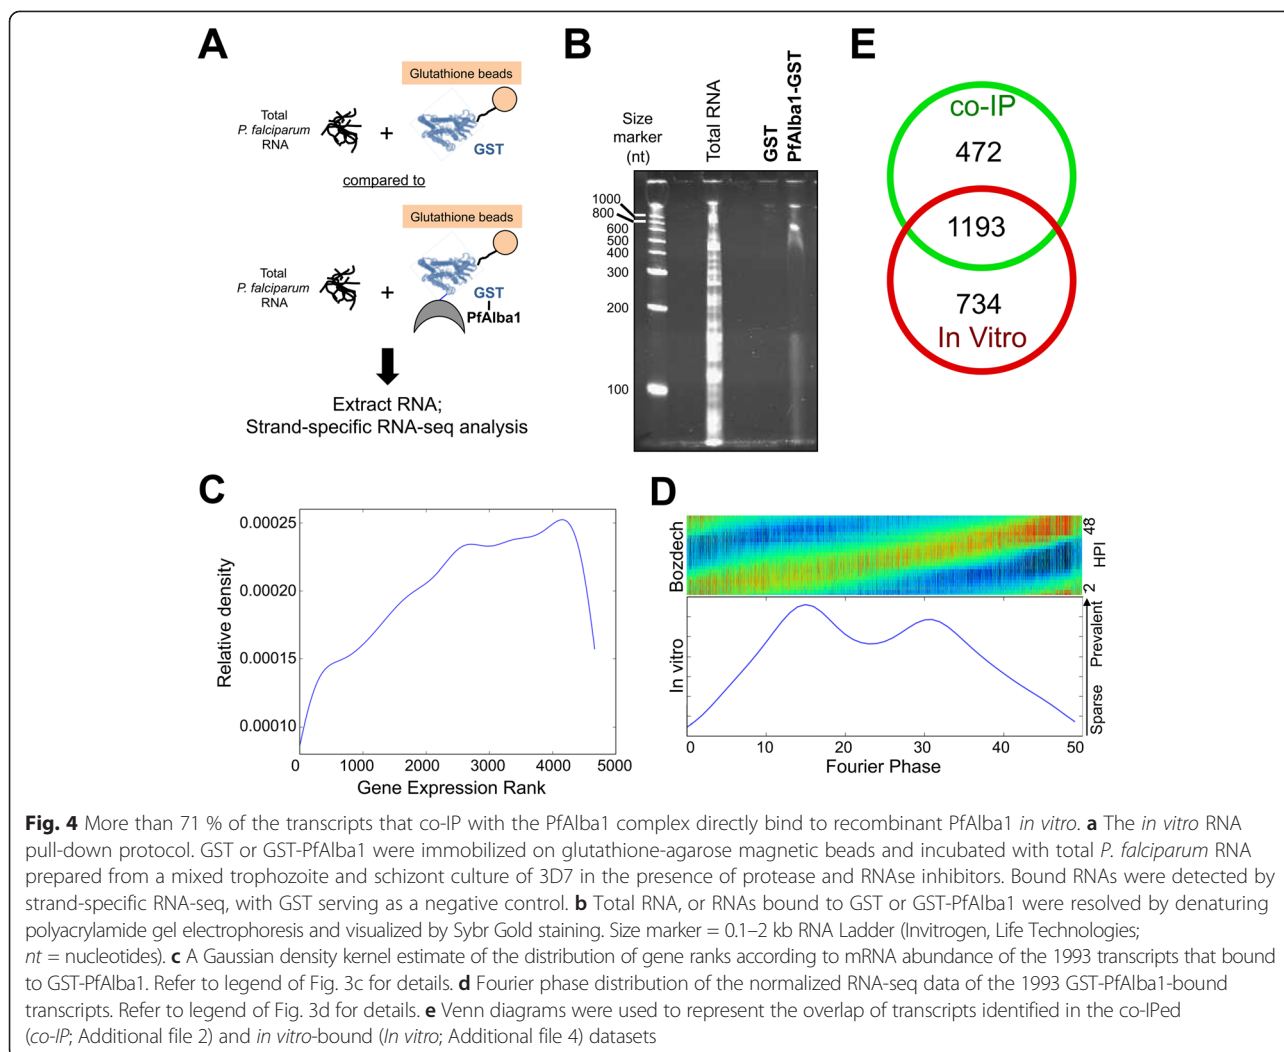 A
Glutathione beads
Total
P. falciparum
RNA
+
GST
compared to
Glutathione beads
Total
P. falciparum
RNA
+
GST
PfAlba1
Extract RNA;
Strand-specific RNA-seq analysis
B
Size
marker
(nt)
Total RNA
GST
PfAlba1-GST
1000
800
600
500
400
300
200
100
E
co-IP
472
1193
734
In Vitro
C
Relative density
0.00025
0.00020
0.00015
0.00010
0 1000 2000 3000 4000 5000
Gene Expression Rank
D
Bozdech
48
HPI
2
In vitro
Prevalent
Sparse
0 10 20 30 40 50
Fourier Phase
Fig. 4 More than 71 % of the transcripts that co-IP with the PfAlba1 complex directly bind to recombinant PfAlba1 in vitro. a The in vitro RNA
pull-down protocol. GST or GST-PfAlba1 were immobilized on glutathione-agarose magnetic beads and incubated with total P. falciparum RNA
prepared from a mixed trophozoite and schizont culture of 3D7 in the presence of protease and RNAse inhibitors. Bound RNAs were detected by
strand-specific RNA-seq, with GST serving as a negative control. b Total RNA, or RNAs bound to GST or GST-PfAlba1 were resolved by denaturing
polyacrylamide gel electrophoresis and visualized by Sybr Gold staining. Size marker = 0.1–2 kb RNA Ladder (Invitrogen, Life Technologies;
nt = nucleotides). c A Gaussian density kernel estimate of the distribution of gene ranks according to mRNA abundance of the 1993 transcripts that bound
to GST-PfAlba1. Refer to legend of Fig. 3c for details. d Fourier phase distribution of the normalized RNA-seq data of the 1993 GST-PfAlba1-bound
transcripts. Refer to legend of Fig. 3d for details. e Venn diagrams were used to represent the overlap of transcripts identified in the co-IPed
(co-IP; Additional file 2) and in vitro-bound (In vitro; Additional file 4) datasets